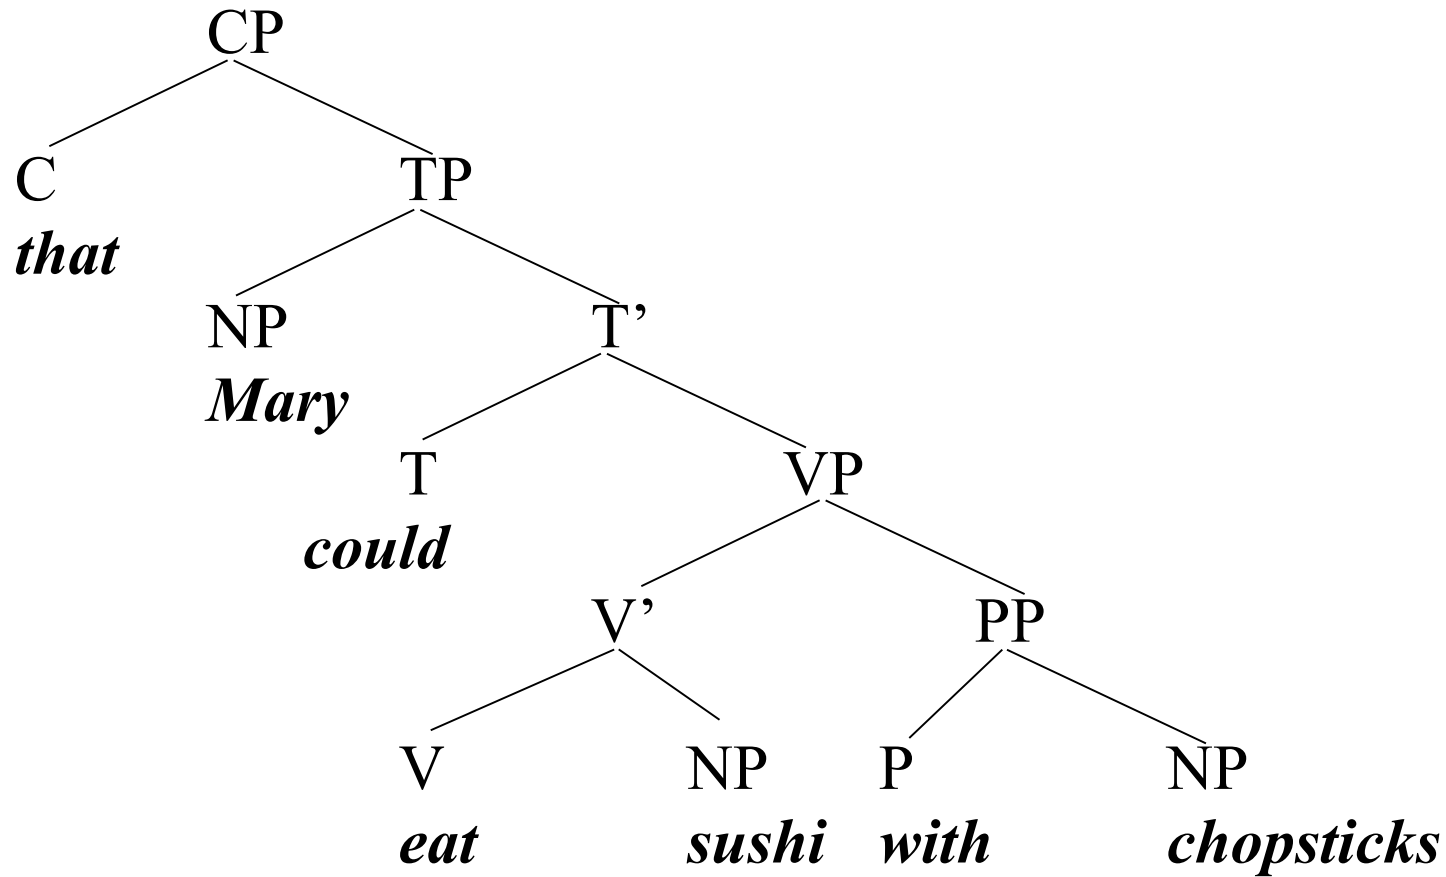 CP
C TP
that
NP T’
Mary
T VP
could
V’ PP
V NP P NP
eat sushi with chopsticks